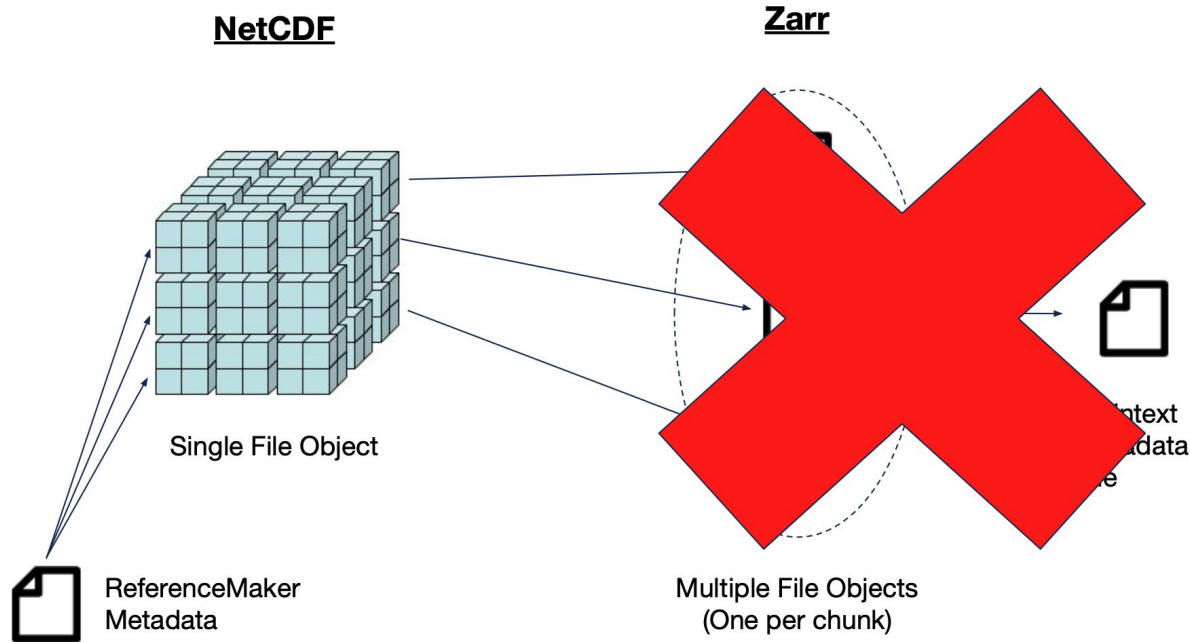 NetCDF
Zarr
Single File Object
ReferenceMaker
Metadata
Multiple File Objects
(One per chunk)